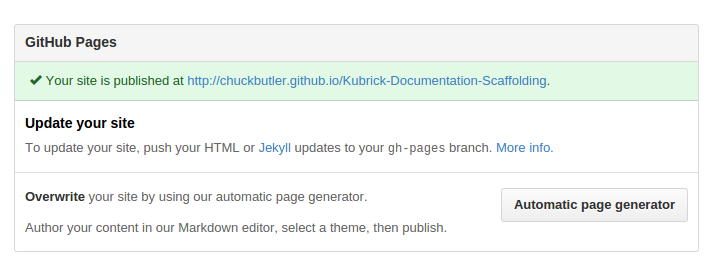 GitHub Pages
✔ Your site is published at http://chuckbutler.github.io/Kubrick-Documentation-Scaffolding.
Update your site
To update your site, push your HTML or Jekyll updates to your gh-pages branch. More info.
Overwrite your site by using our automatic page generator.
Automatic page generator
Author your content in our Markdown editor, select a theme, then publish.